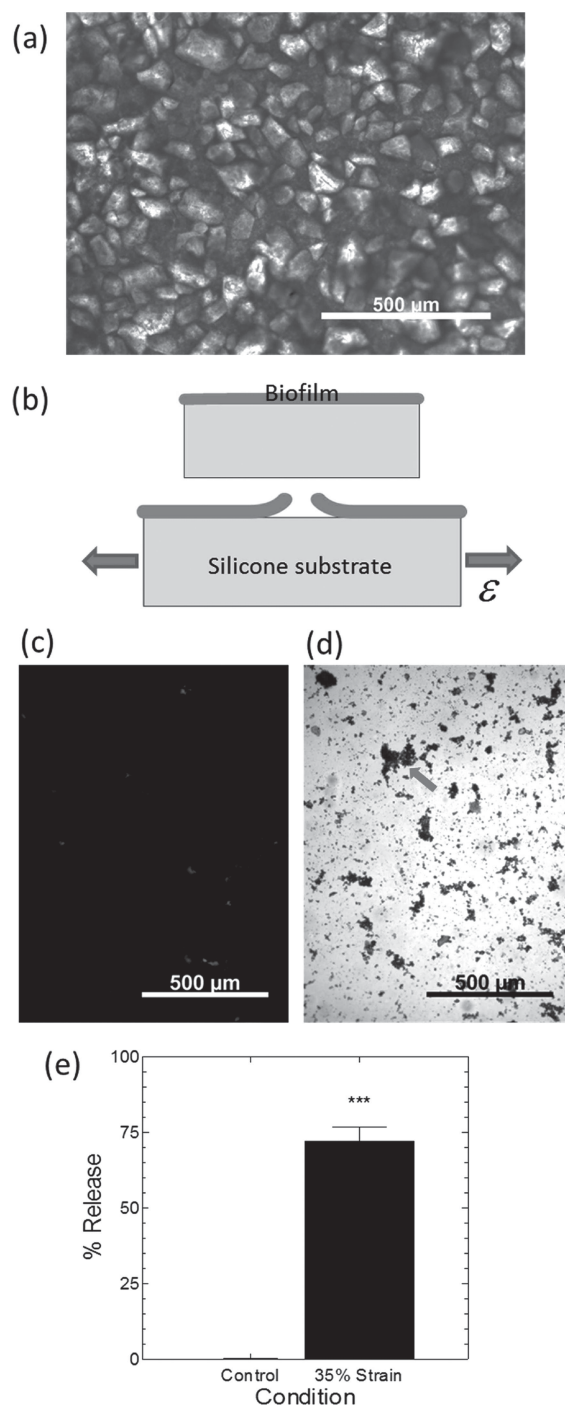 (a)
500 μm
(b)
Biofilm
Silicone substrate
ε
(c)
(d)
500 μm
500 μm
(e)
100
75
50
25
0
% Release
***
Control
35% Strain
Condition